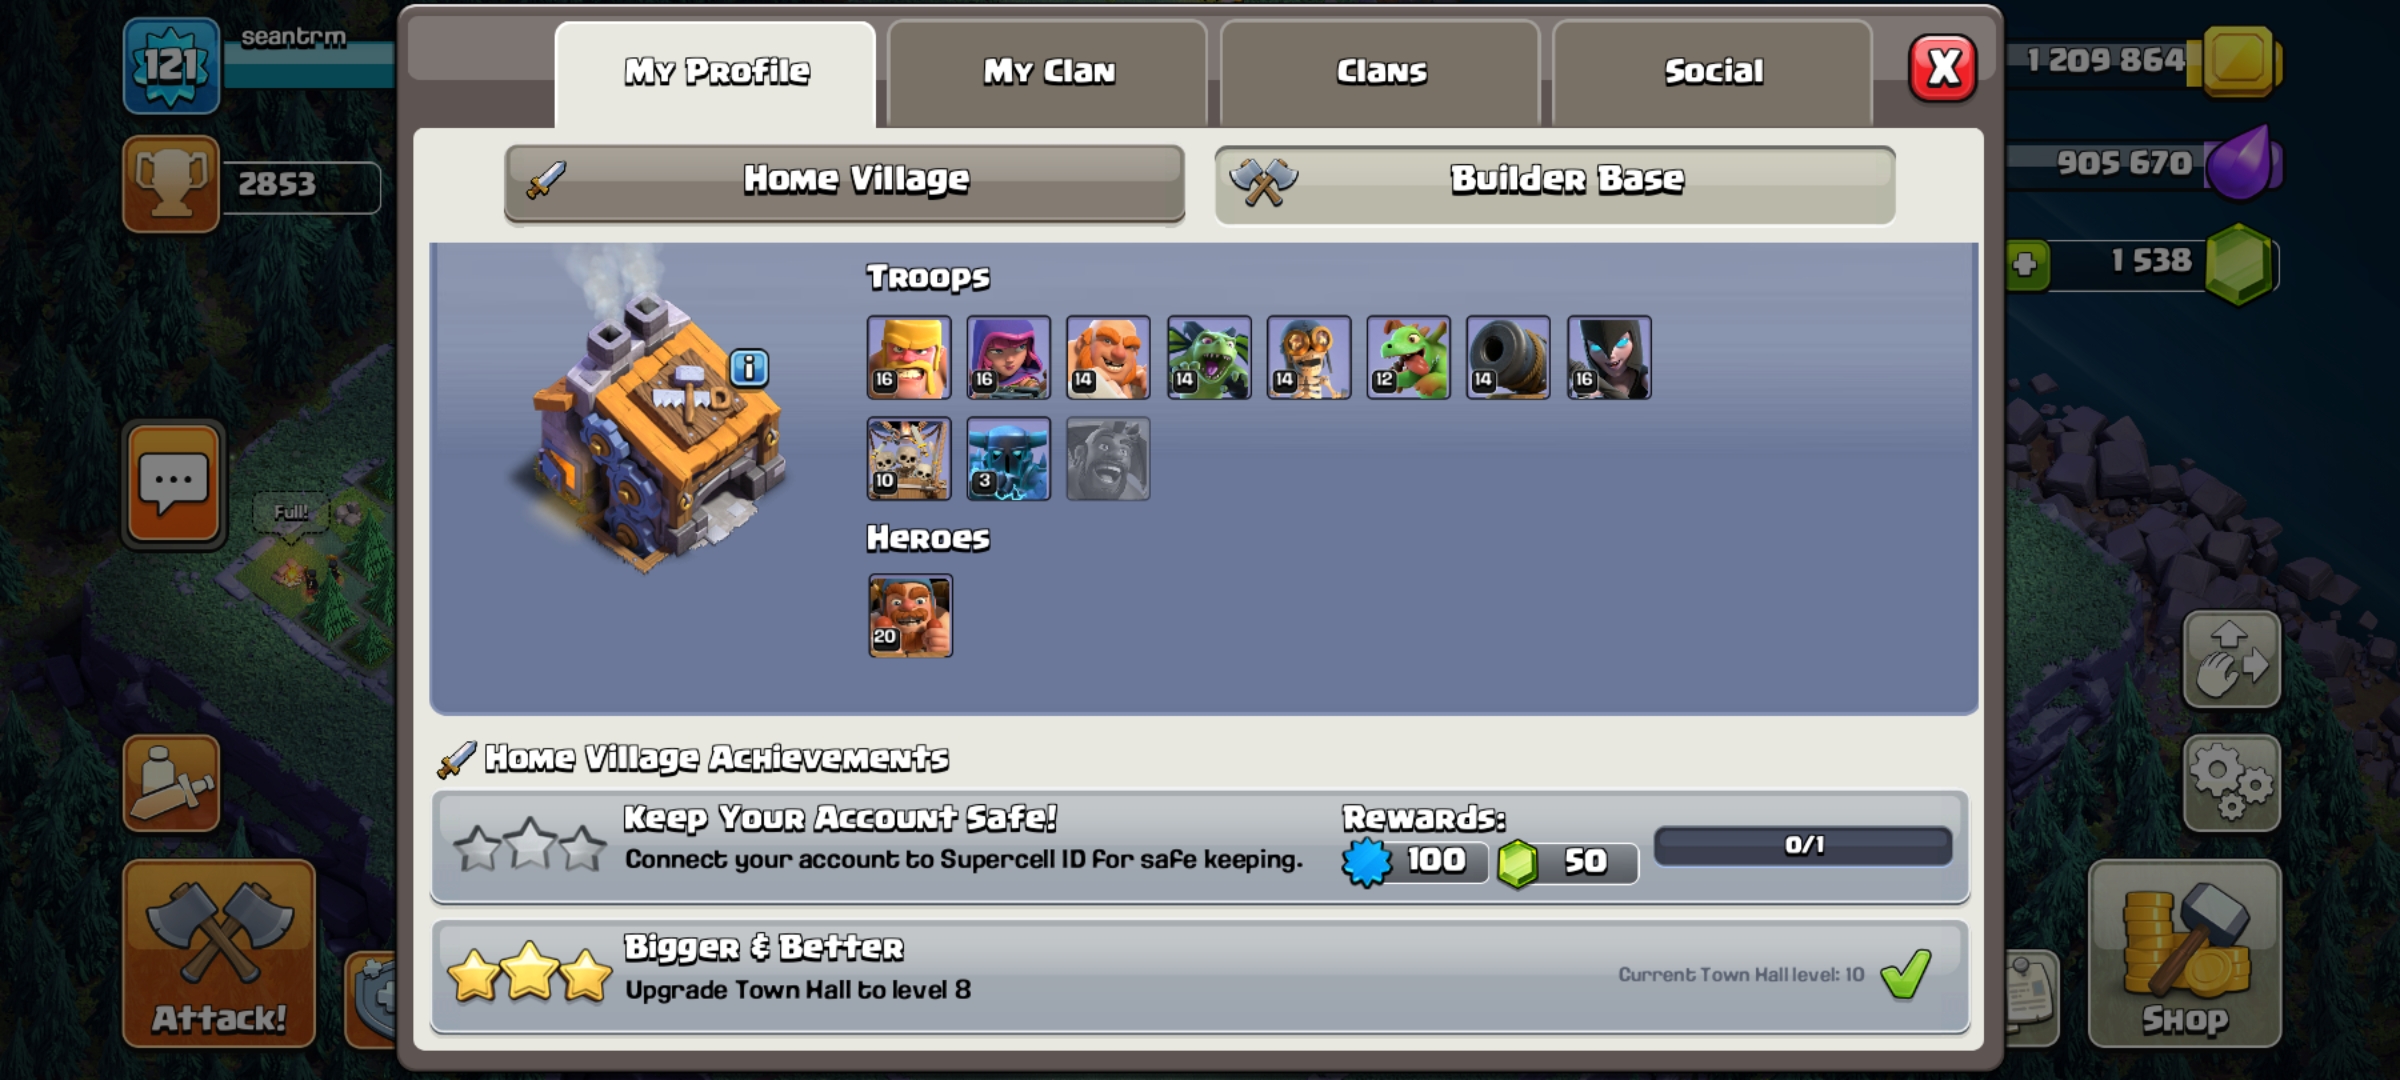 121
seantrm
2853
My Profile
My Clan
Clans
Social
X
1 209 864
905 670
1 538
Home Village
Builder Base
Troops
16 16 14 14 14 12 14 16
10 3
Heroes
20
Full!
Home Village Achievements
Keep Your Account Safe!
Connect your account to Supercell ID for safe keeping.
Rewards:
100 50
0/1
Bigger & Better
Upgrade Town Hall to level 8
Current Town Hall level: 10
Attack!
Shop